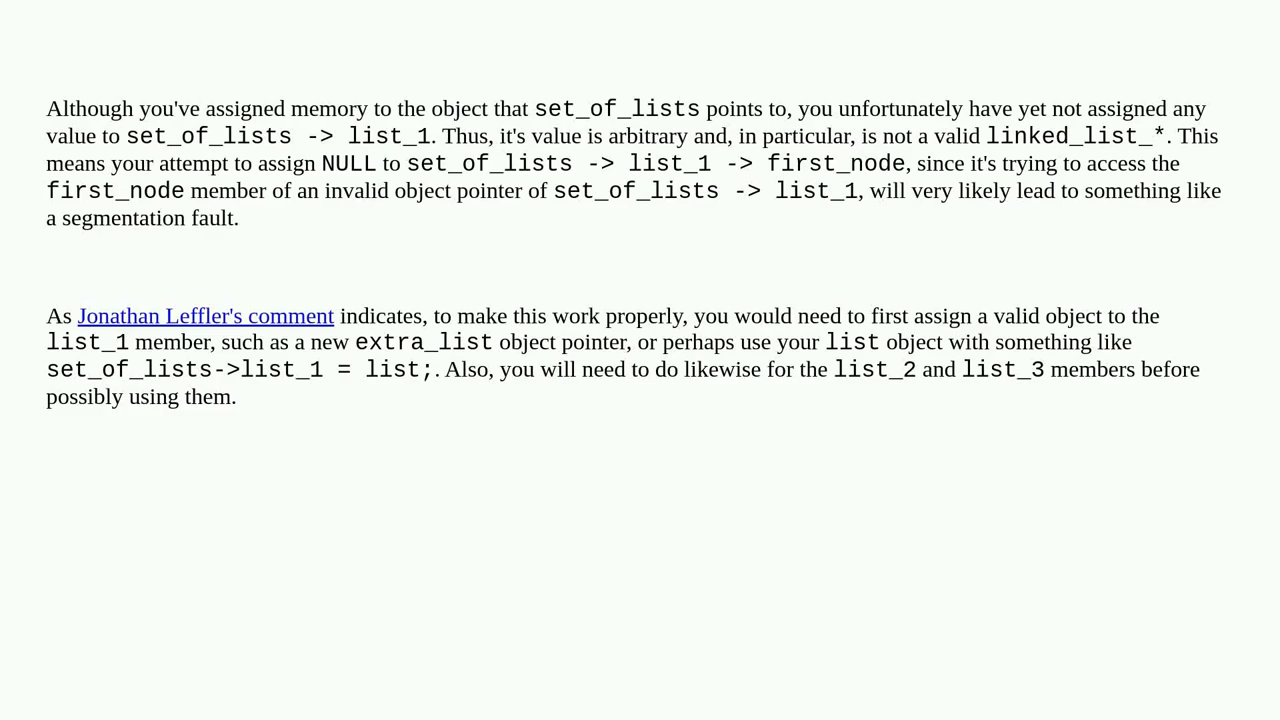 Although you've assigned memory to the object that set_of_lists points to, you unfortunately have yet not assigned any
value to set_of_lists -> list_1. Thus, it's value is arbitrary and, in particular, is not a valid linked_list_*. This
means your attempt to assign NULL to set_of_lists -> list_1 -> first_node, since it's trying to access the
first_node member of an invalid object pointer of set_of_lists -> list_1, will very likely lead to something like
a segmentation fault.
As Jonathan Leffler's comment indicates, to make this work properly, you would need to first assign a valid object to the
list_1 member, such as a new extra_list object pointer, or perhaps use your list object with something like
set_of_lists->list_1 = list;. Also, you will need to do likewise for the list_2 and list_3 members before
possibly using them.